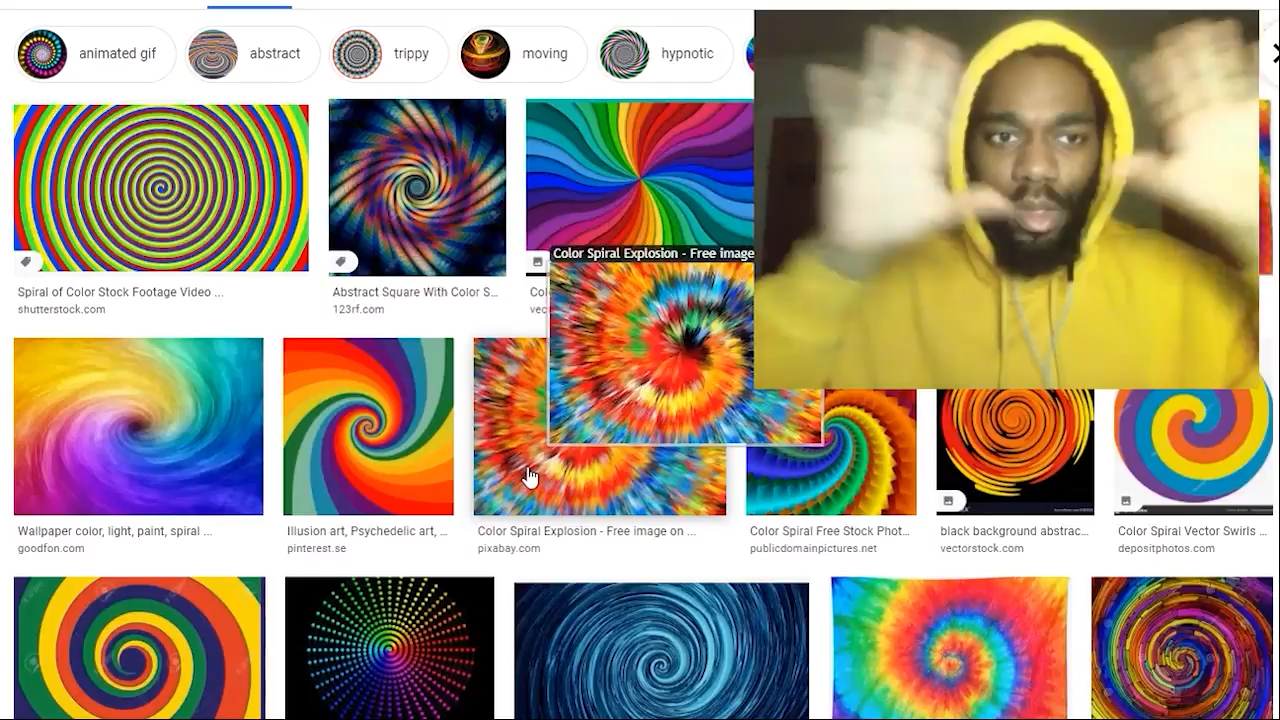 animated gif
abstract
trippy
moving
hypnotic
Color Spiral Explosion - Free image
Spiral of Color Stock Footage Video ...
shutterstock.com
Abstract Square With Color S...
123rf.com
Wallpaper color, light, paint, spiral ...
goodfon.com
Illusion art, Psychedelic art, ...
pinterest.se
Color Spiral Explosion - Free image on ...
pixabay.com
Color Spiral Free Stock Phot...
publicdomainpictures.net
black background abstrac...
vectorstock.com
Color Spiral Vector Swirls ...
depositphotos.com